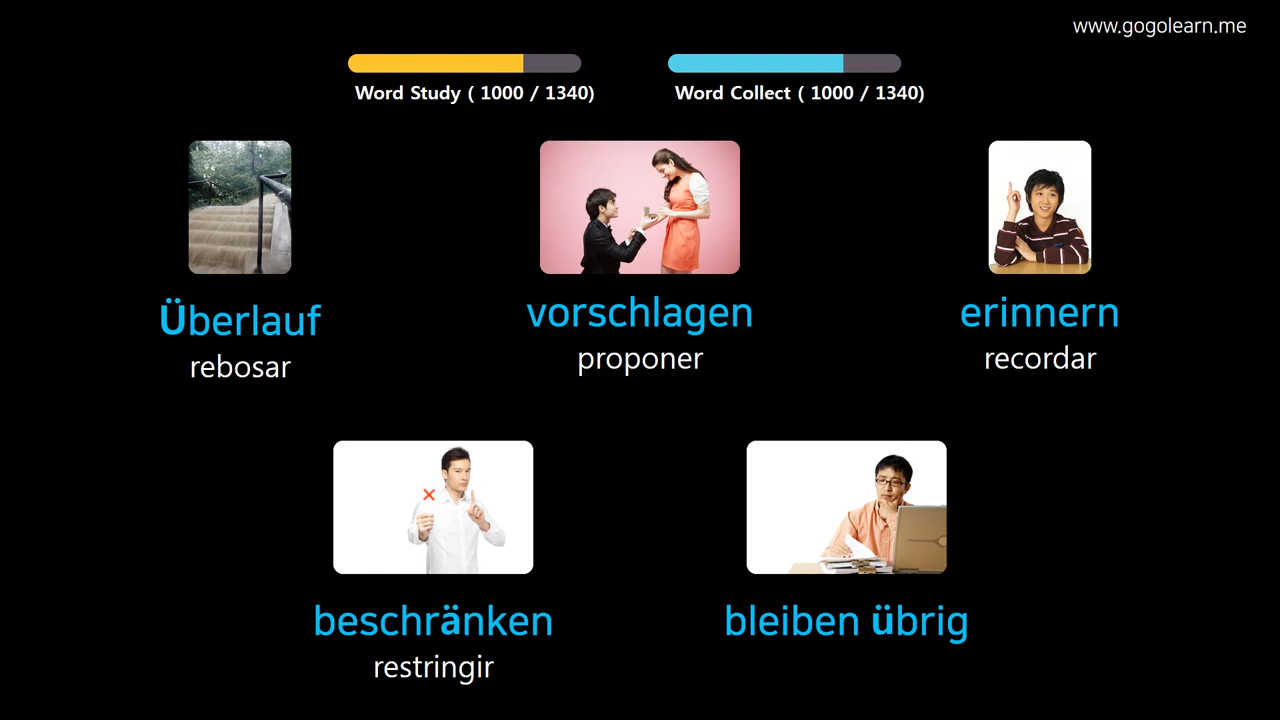 www.gogolearn.me
Word Study ( 1000 / 1340)
Word Collect ( 1000 / 1340)
Überlauf
rebosar
vorschlagen
proponer
erinnern
recordar
beschränken
restringir
bleiben übrig